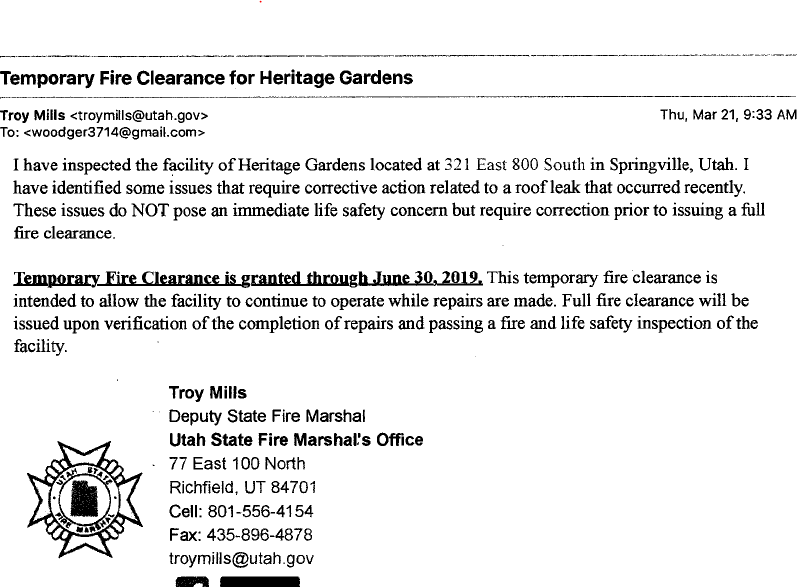 Temporary Fire Clearance for Heritage Gardens
Troy Mills <troymills@utah.gov>
Thu, Mar 21, 9:33 AM
To: <woodger3714@gmail.com>
I have inspected the facility of Heritage Gardens located at 321 East 800 South in Springville, Utah. I
have identified some issues that require corrective action related to a roof leak that occurred recently.
These issues do NOT pose an immediate life safety concern but require correction prior to issuing a full
fire clearance.
Temporary Fire Clearance is granted through June 30, 2019. This temporary fire clearance is
intended to allow the facility to continue to operate while repairs are made. Full fire clearance will be
issued upon verification of the completion of repairs and passing a fire and life safety inspection of the
facility.
Troy Mills
Deputy State Fire Marshal
Utah State Fire Marshal's Office
77 East 100 North
Richfield, UT 84701
Cell: 801-556-4154
Fax: 435-896-4878
troymills@utah.gov
UTAH STATE
FIRE MARSHAL